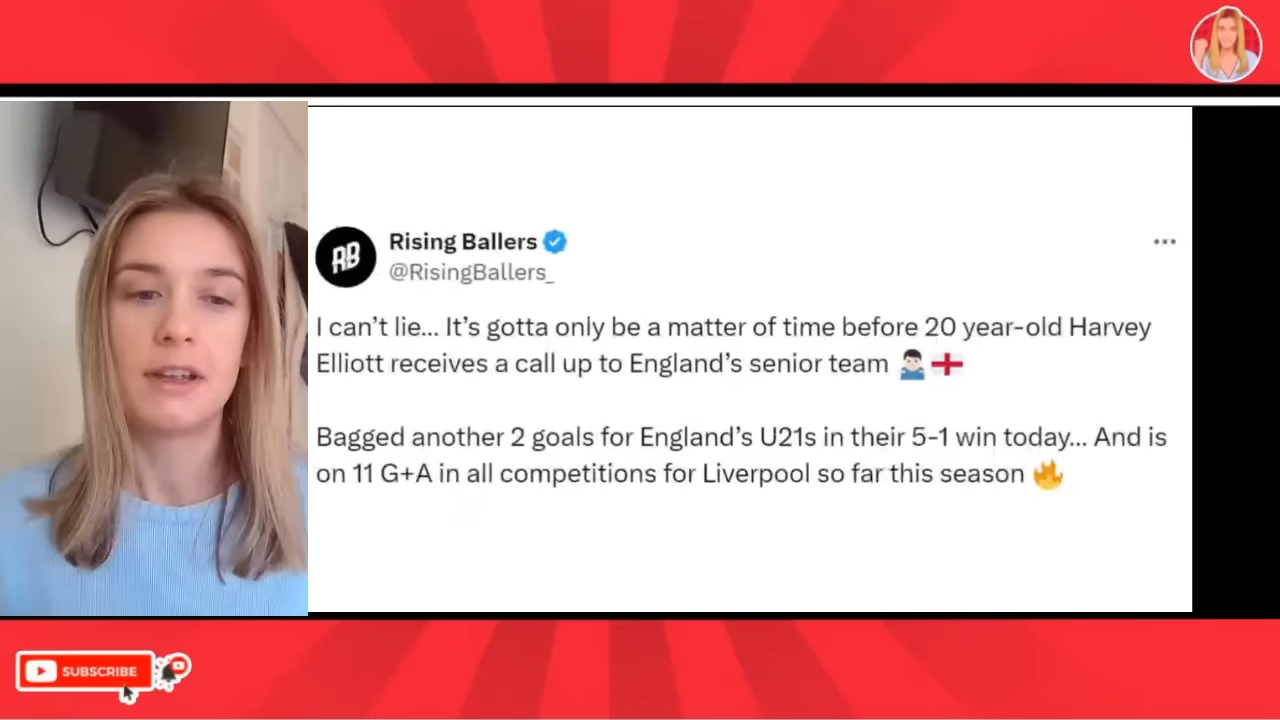 Rising Ballers
@RisingBallers_
I can't lie... It's gotta only be a matter of time before 20 year-old Harvey
Elliott receives a call up to England's senior team
Bagged another 2 goals for England's U21s in their 5-1 win today... And is
on 11 G+A in all competitions for Liverpool so far this season
SUBSCRIBE
RB